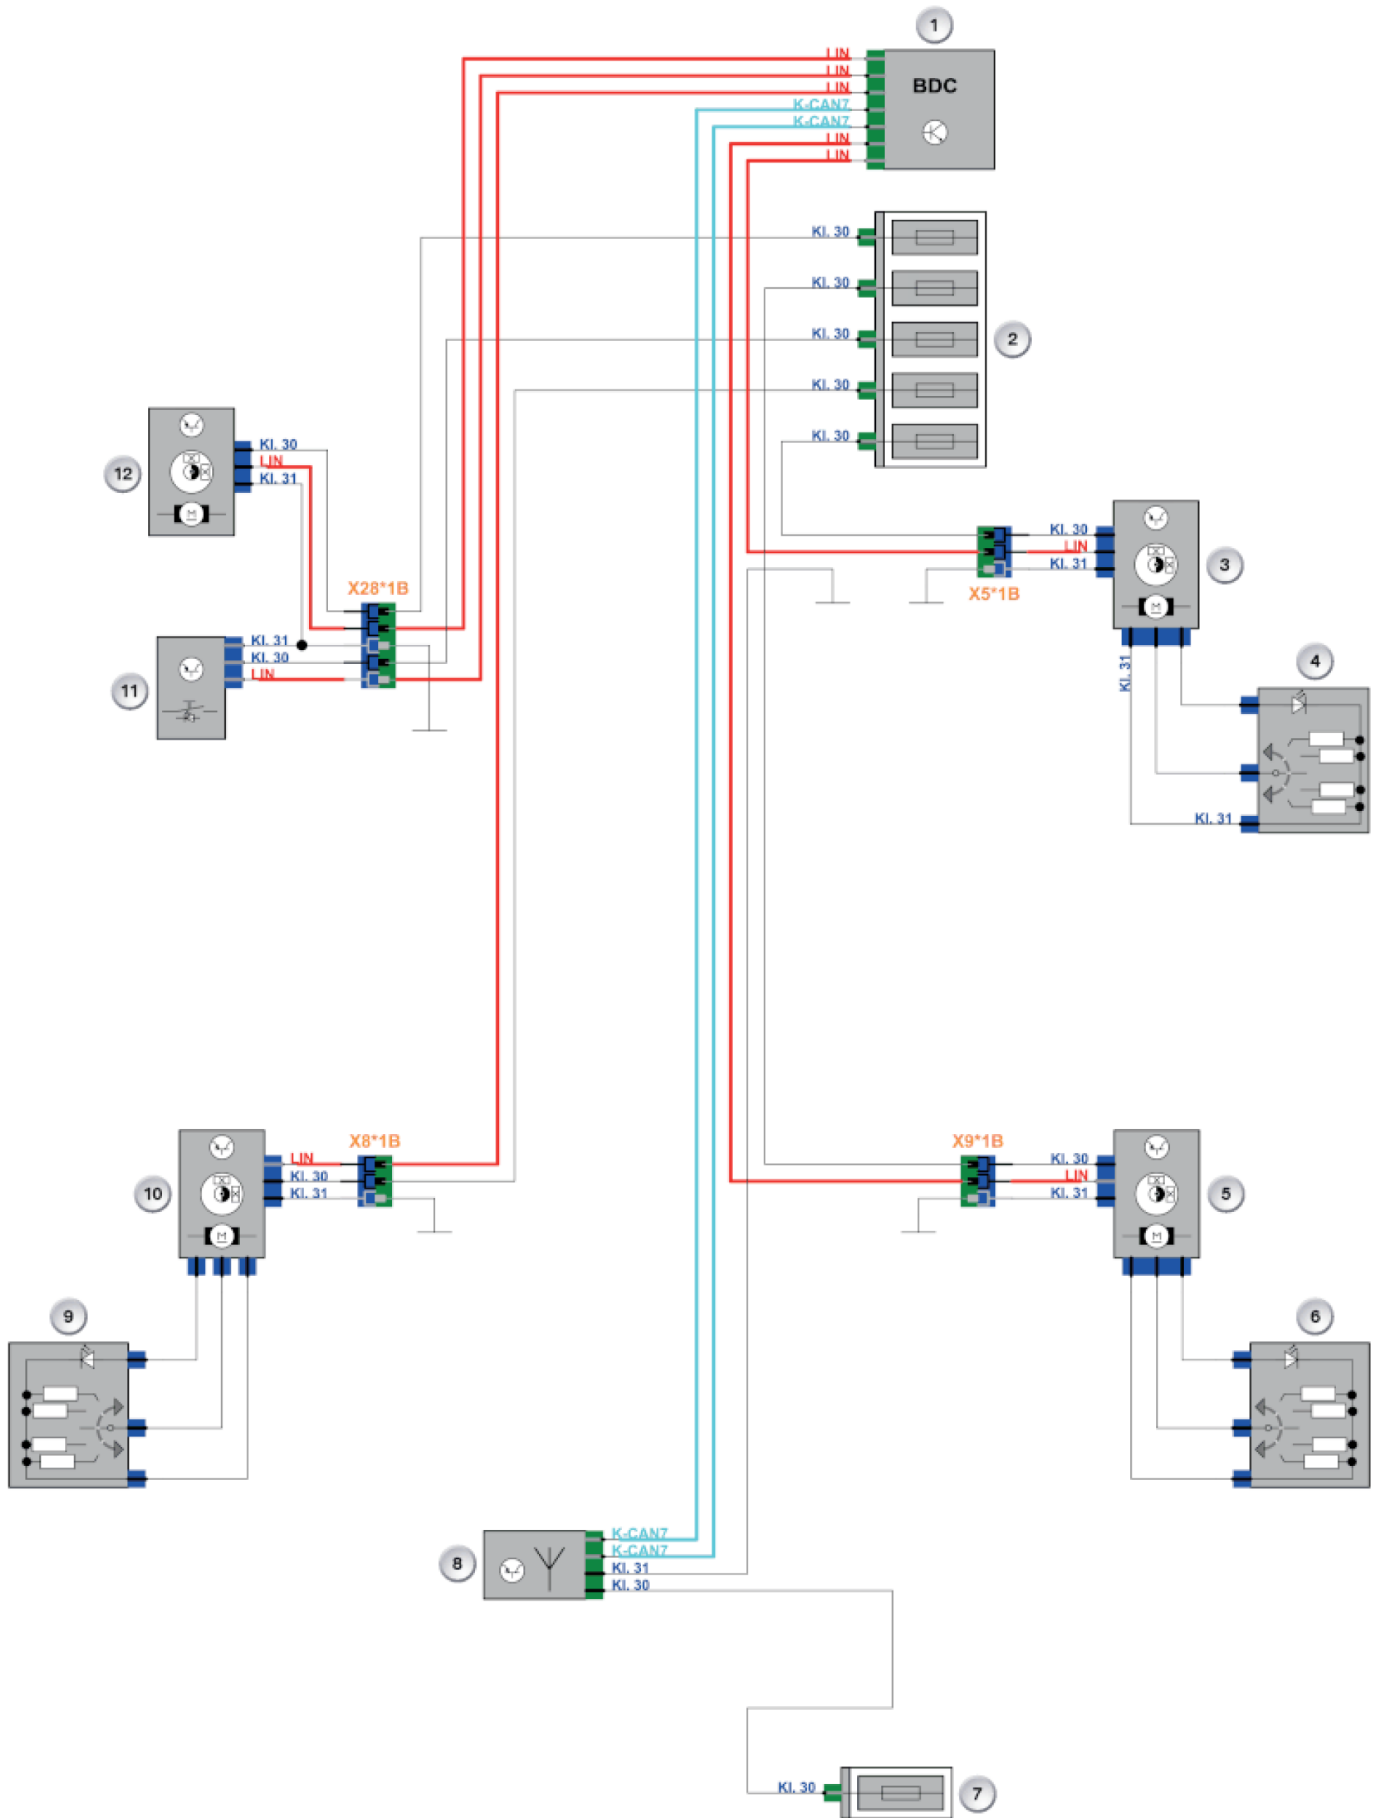 1
LIN
LIN
LIN
K-CAN7
K-CAN7
LIN
LIN
BDC
Kl. 30
Kl. 30
Kl. 30
Kl. 30
Kl. 30
2
12
Kl. 30
LIN
Kl. 31
M
X28*1B
11
Kl. 31
Kl. 30
LIN
X5*1B
Kl. 30
LIN
Kl. 31
M
3
Kl. 31
4
Kl. 31
10
M
LIN
Kl. 30
Kl. 31
X8*1B
X9*1B
Kl. 30
LIN
Kl. 31
M
5
9
6
8
K-CAN7
K-CAN7
Kl. 31
Kl. 30
Kl. 30
7